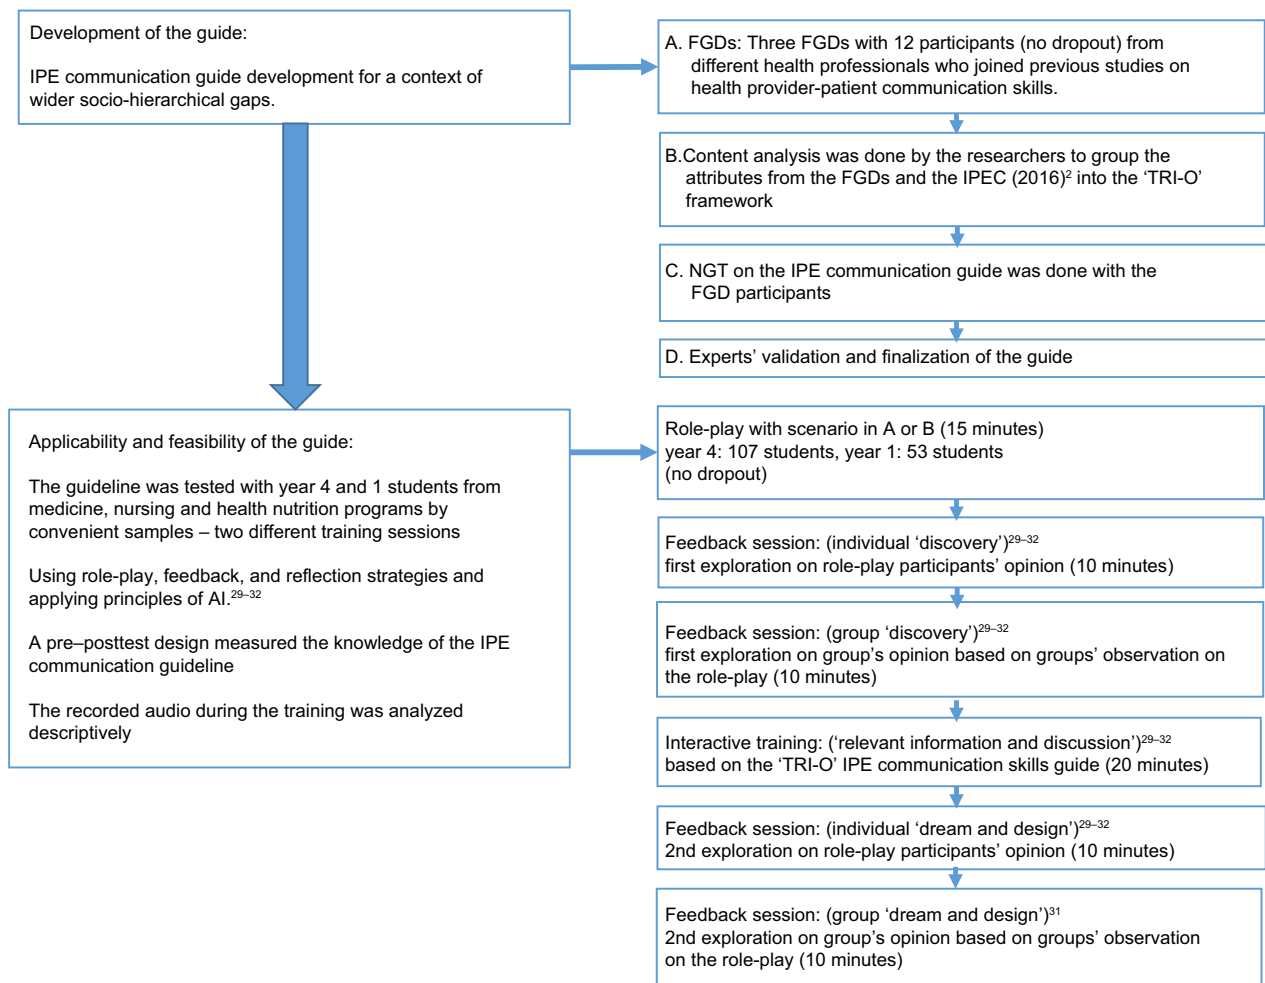 Development of the guide:
IPE communication guide development for a context of
wider socio-hierarchical gaps.
A. FGDs: Three FGDs with 12 participants (no dropout) from
different health professionals who joined previous studies on
health provider-patient communication skills.
B.Content analysis was done by the researchers to group the
attributes from the FGDs and the IPEC (2016)² into the ‘TRI-O’
framework
C. NGT on the IPE communication guide was done with the
FGD participants
D. Experts’ validation and finalization of the guide
Applicability and feasibility of the guide:
The guideline was tested with year 4 and 1 students from
medicine, nursing and health nutrition programs by
convenient samples – two different training sessions
Using role-play, feedback, and reflection strategies and
applying principles of AI.²⁹⁻³²
A pre–posttest design measured the knowledge of the IPE
communication guideline
The recorded audio during the training was analyzed
descriptively
Role-play with scenario in A or B (15 minutes)
year 4: 107 students, year 1: 53 students
(no dropout)
Feedback session: (individual ‘discovery’)²⁹⁻³²
first exploration on role-play participants’ opinion (10 minutes)
Feedback session: (group ‘discovery’)²⁹⁻³²
first exploration on group’s opinion based on groups’ observation on
the role-play (10 minutes)
Interactive training: (‘relevant information and discussion’)²⁹⁻³²
based on the ‘TRI-O’ IPE communication skills guide (20 minutes)
Feedback session: (individual ‘dream and design’)²⁹⁻³²
2nd exploration on role-play participants’ opinion (10 minutes)
Feedback session: (group ‘dream and design’)³¹
2nd exploration on group’s opinion based on groups’ observation
on the role-play (10 minutes)